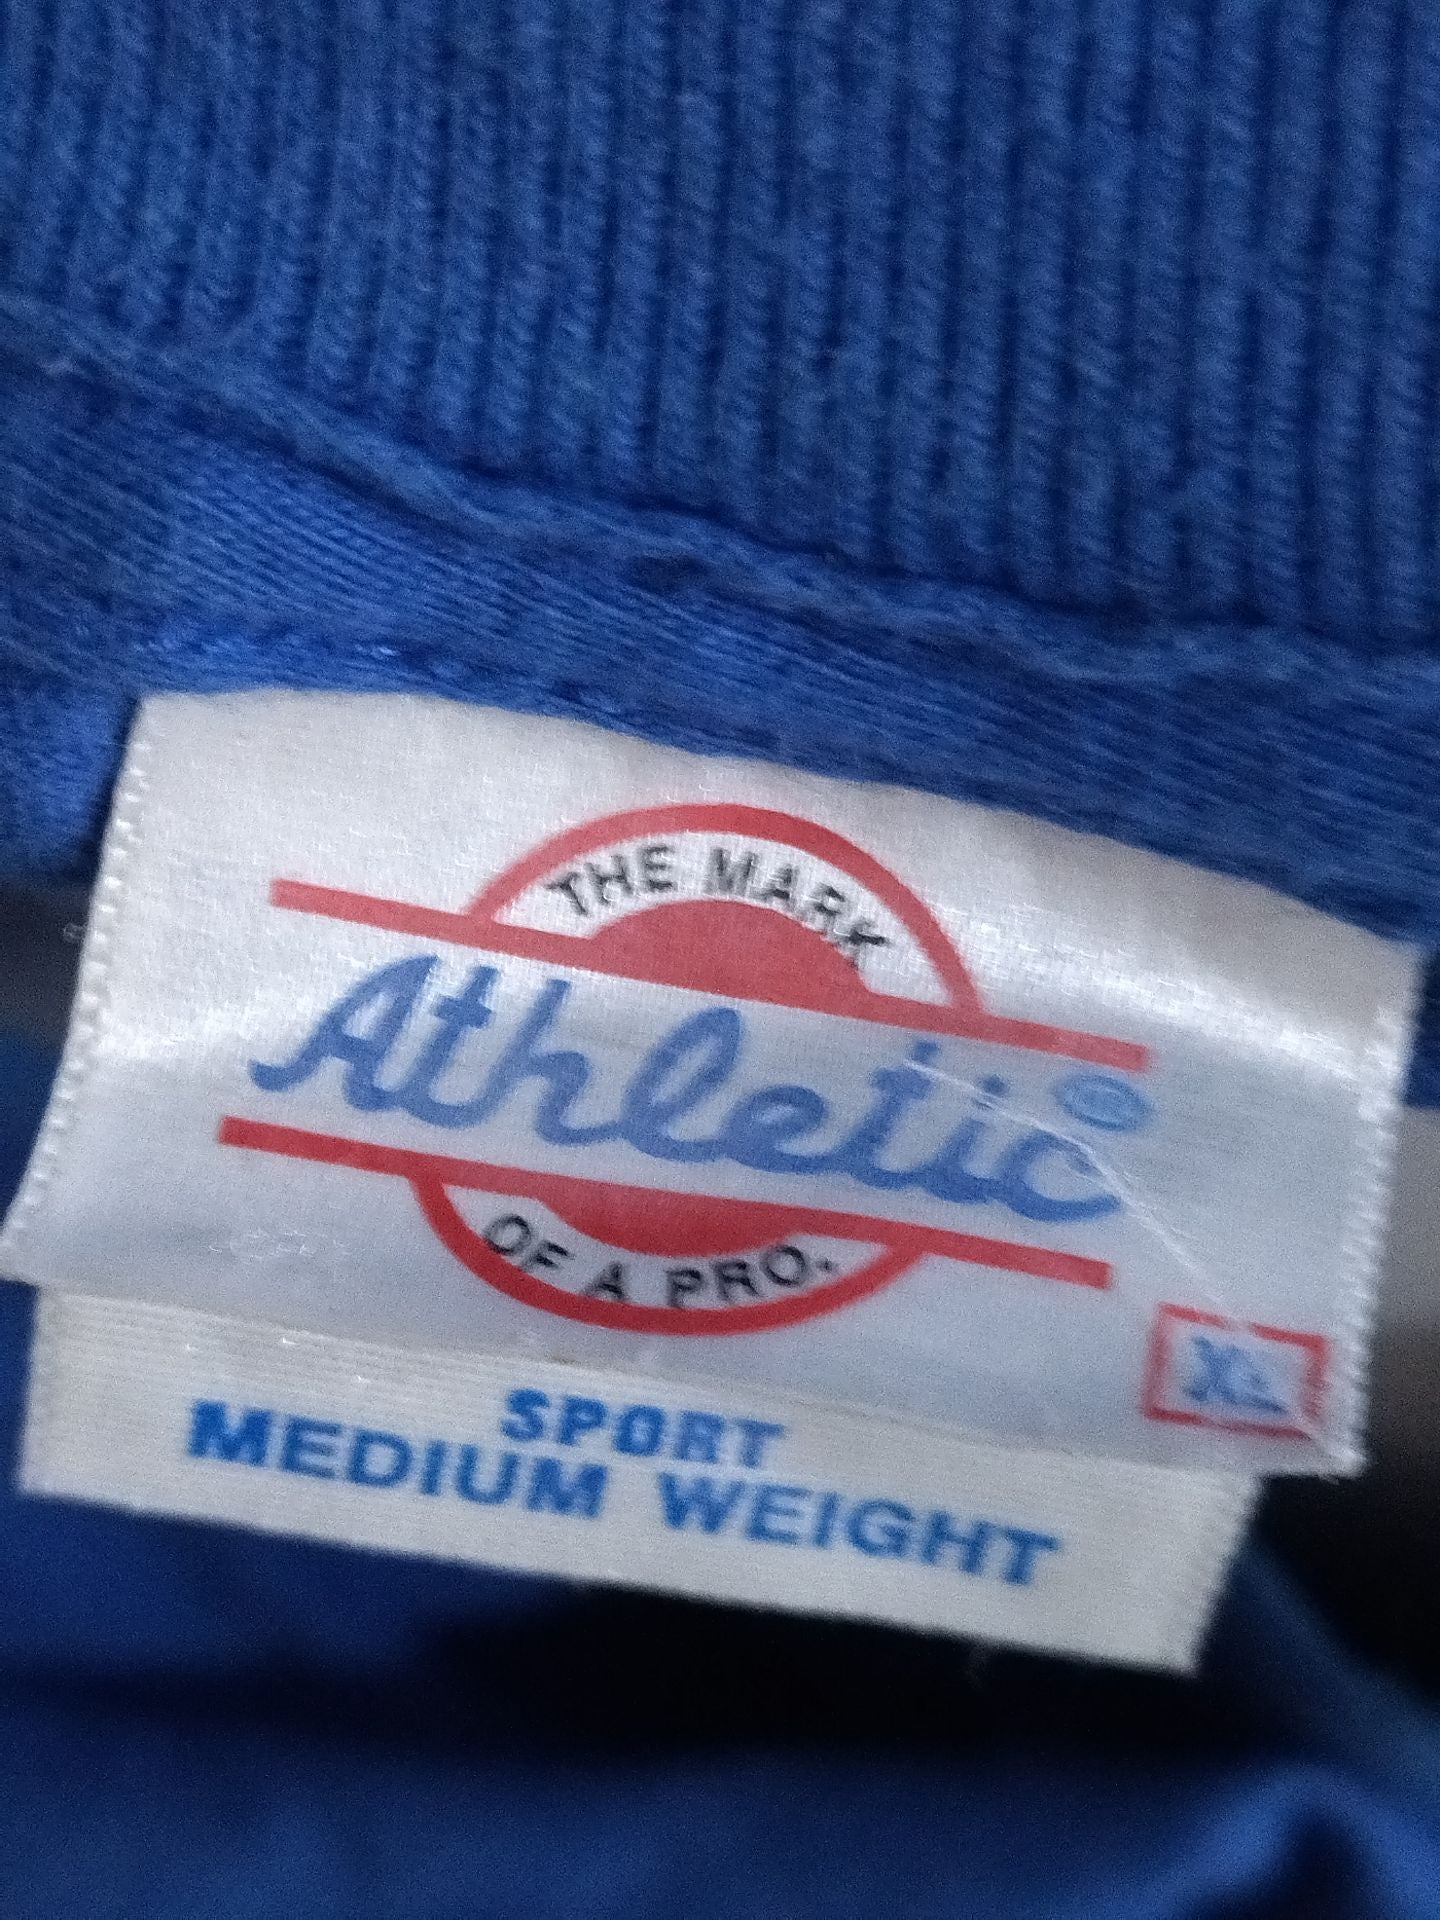 THE MARK
Athletic
OF A PRO.
XL
SPORT
MEDIUM WEIGHT